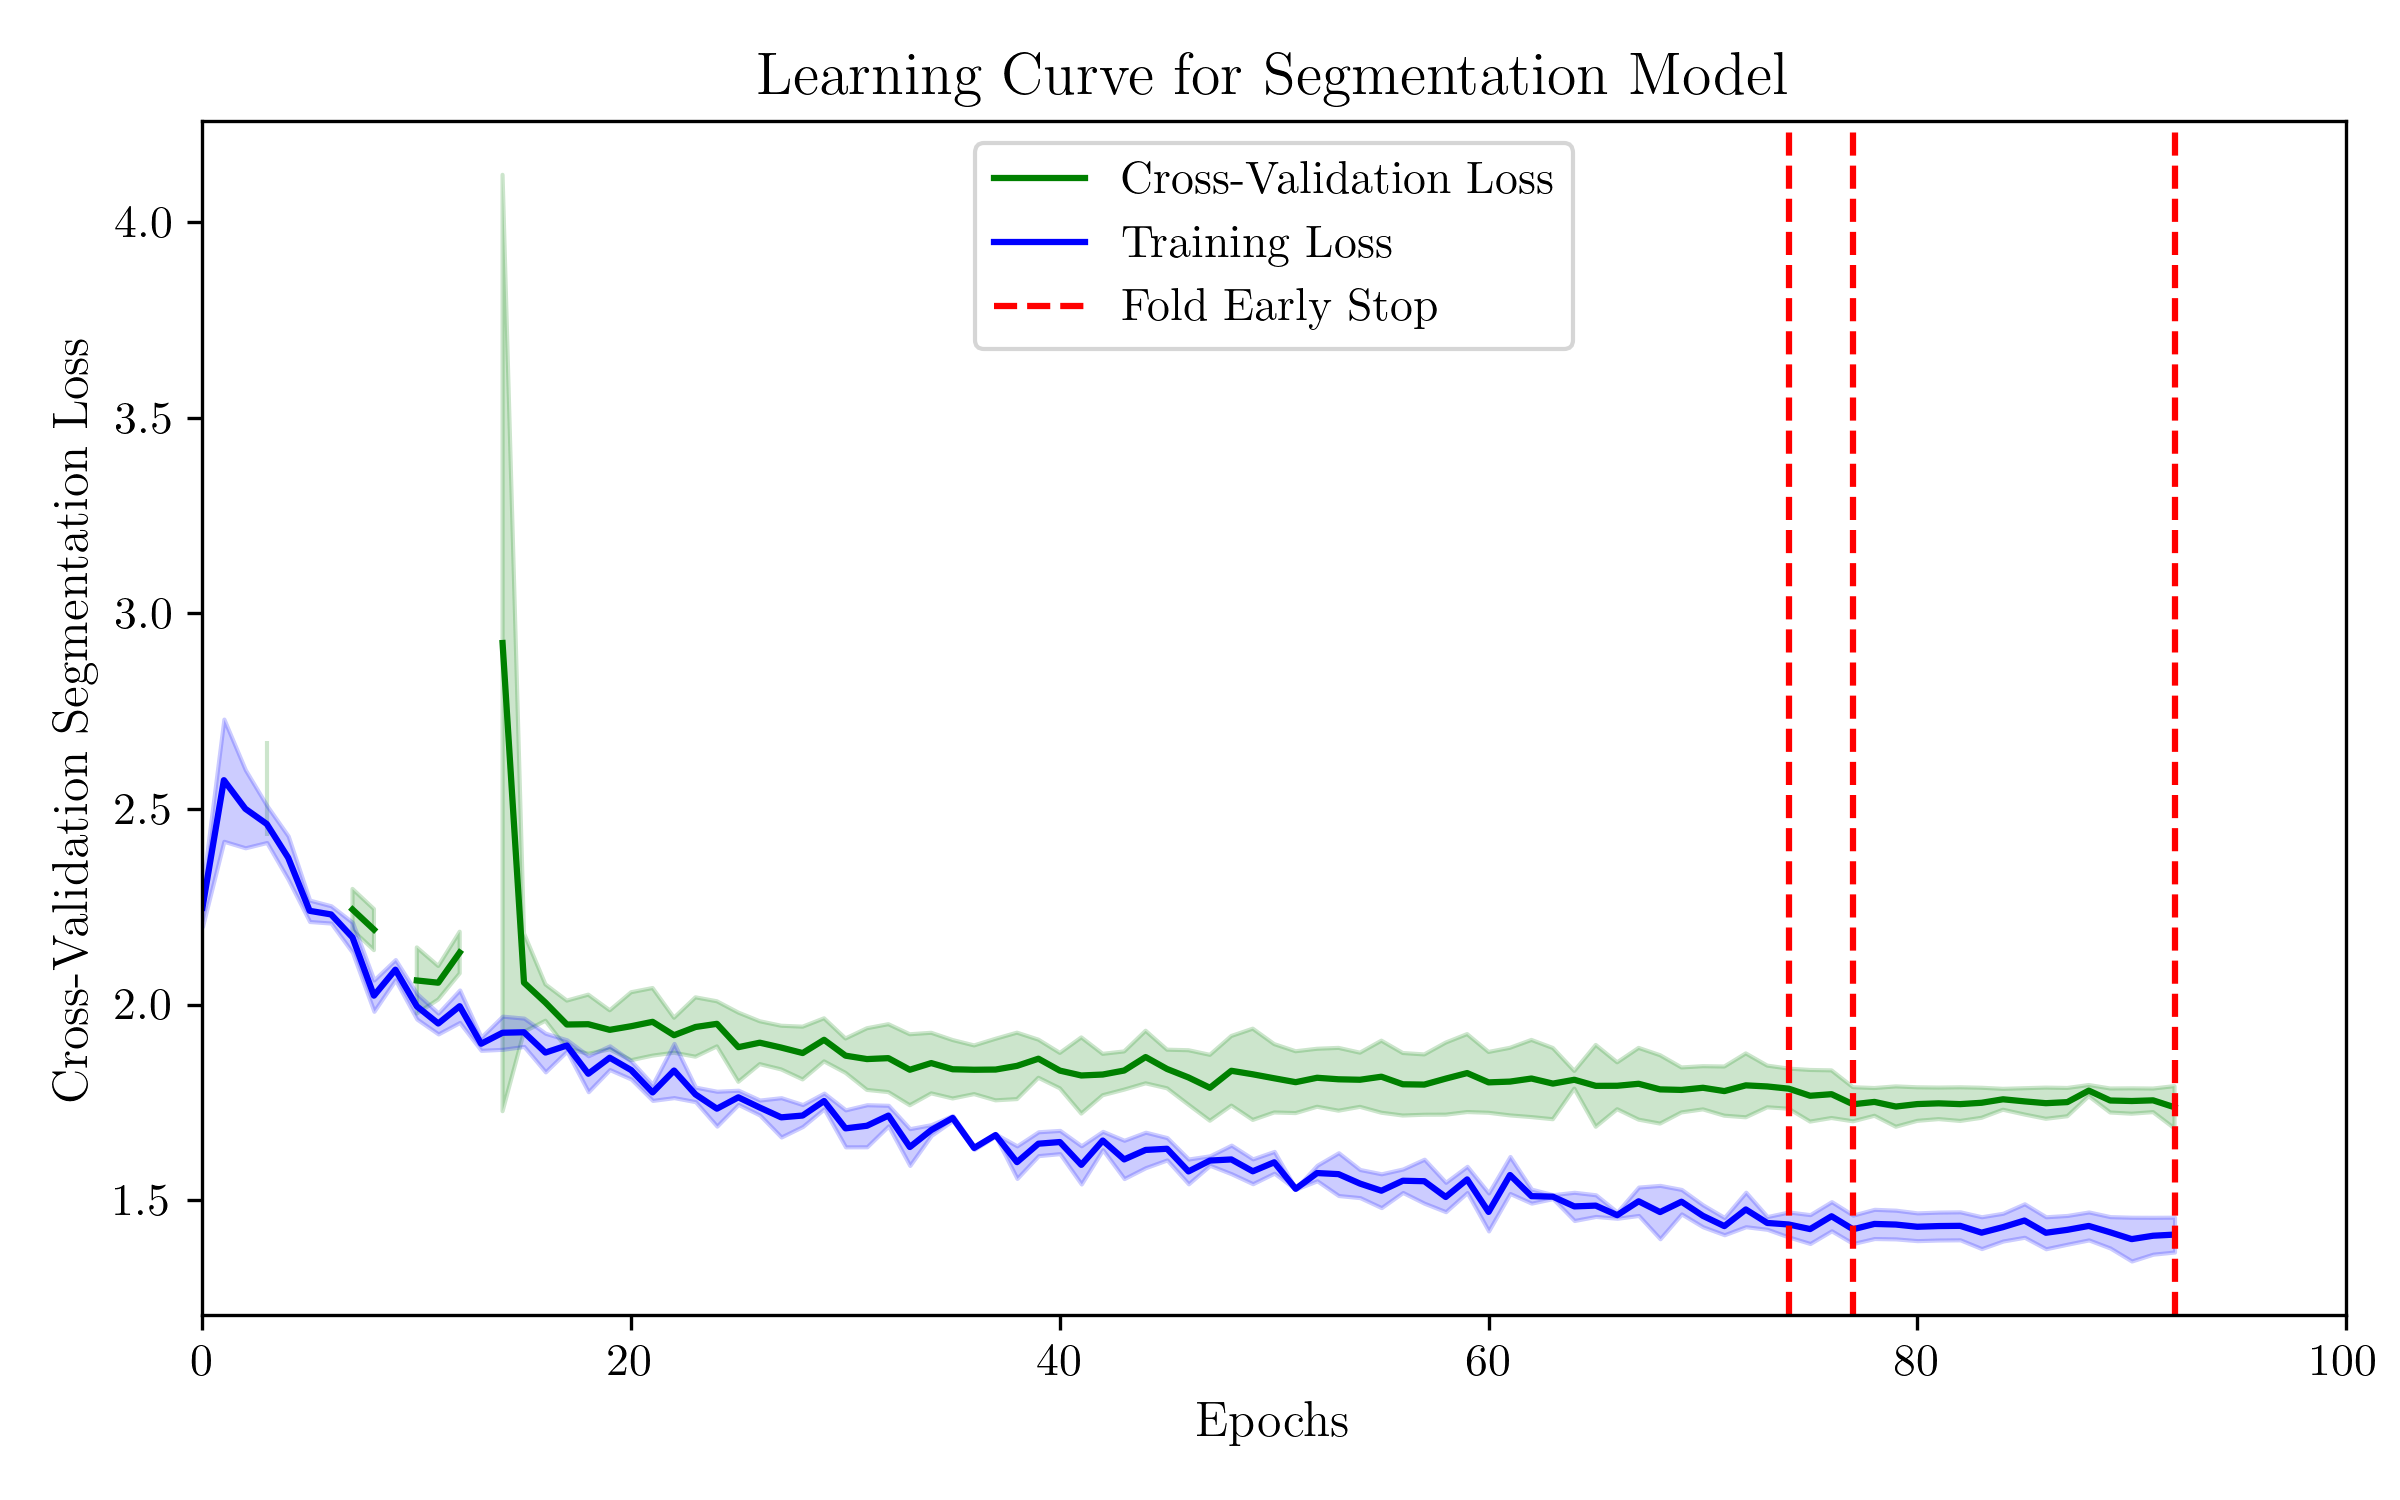 Learning Curve for Segmentation Model
Cross-Validation Loss
Training Loss
Fold Early Stop
Cross-Validation Segmentation Loss
4.0
3.5
3.0
2.5
2.0
1.5
0
20
40
60
80
100
Epochs